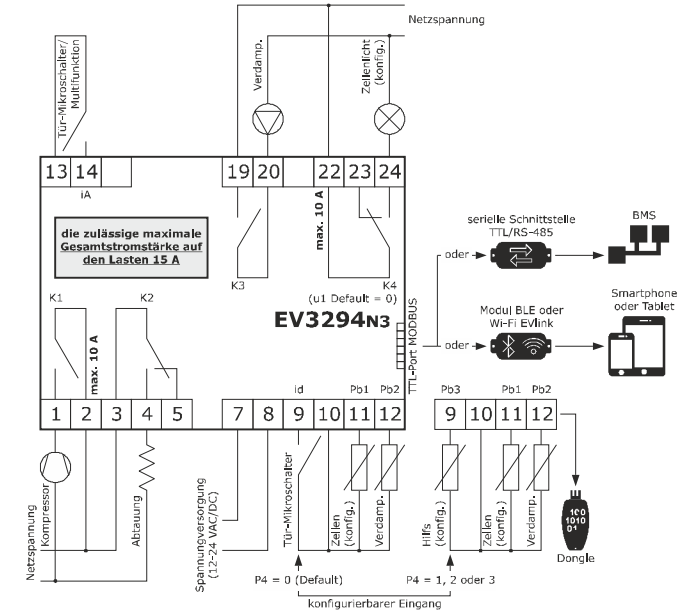 Netzspannung
Tür-Mikroschalter/
Multifunktion
Verdamp.
Zellenlicht
(konfig.)
13 14 19 20 22 23 24
iA
die zulässige maximale
Gesamtstromstärke auf
den Lasten 15 A
max. 10 A
K3
K4
(u1 Default = 0)
EV3294N3
K1
K2
max. 10 A
TTL-Port MODBUS
serielle Schnittstelle
TTL/RS-485
BMS
oder
Modul BLE oder
Wi-Fi EVlink
Smartphone
oder Tablet
oder
id Pb1 Pb2
1 2 3 4 5 7 8 9 10 11 12
Pb3 Pb1 Pb2
9 10 11 12
Netzspannung
Kompressor
Abtauung
Spannungversorgung
(12-24 VAC/DC)
Tür-Mikroschalter
Zellen
(konfig.)
Verdamp.
Hilfs
(konfig.)
Zellen
(konfig.)
Verdamp.
100
1010
01
Dongle
P4 = 0 (Default)
P4 = 1, 2 oder 3
konfigurierbarer Eingang